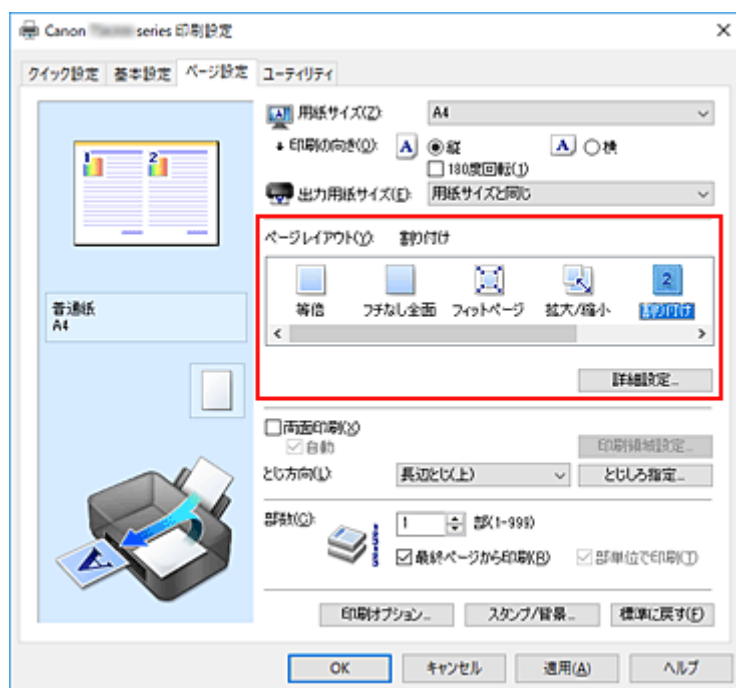 Canon series 印刷設定
クイック設定 基本設定 ページ設定 ユーティリティ
用紙サイズ(Z): A4
印刷の向き(O): A 縦 A 横
180度回転(J)
出力用紙サイズ(E): 用紙サイズと同じ
1 2
ページレイアウト(Y): 割り付け
2
等倍 フチなし全面 フィットページ 拡大/縮小 割り付け
普通紙
A4
詳細設定...
両面印刷(X)
自動 印刷領域設定...
とじ方向(L): 長辺とじ(上) とじしろ指定...
部数(C): 1 部(1-999)
最終ページから印刷(B) 部単位で印刷(T)
A
印刷オプション... スタンプ/背景... 標準に戻す(F)
OK キャンセル 適用(A) ヘルプ